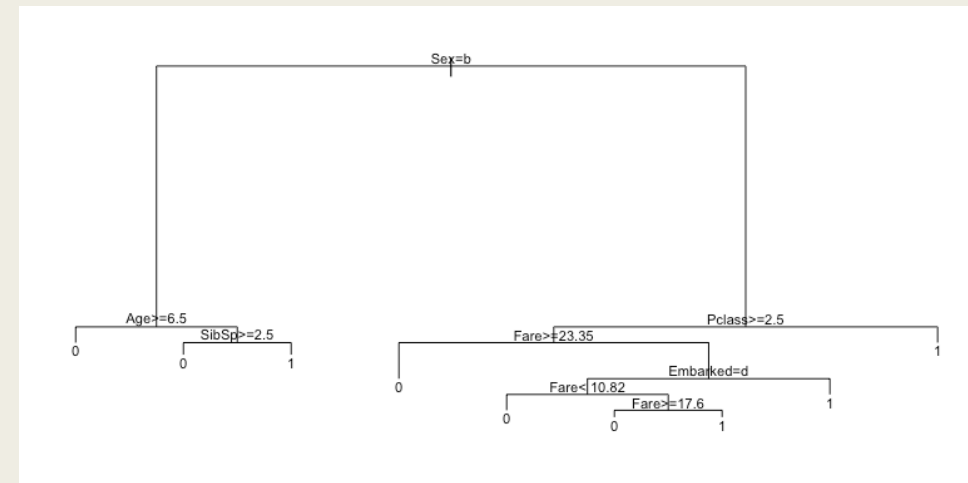 Sex=b
Age>=6.5
Pclass>=2.5
0
SibSp>=2.5
Fare>=23.35
1
0
1
0
Embarked=d
Fare< 10.82
1
0
Fare>=17.6
0
1